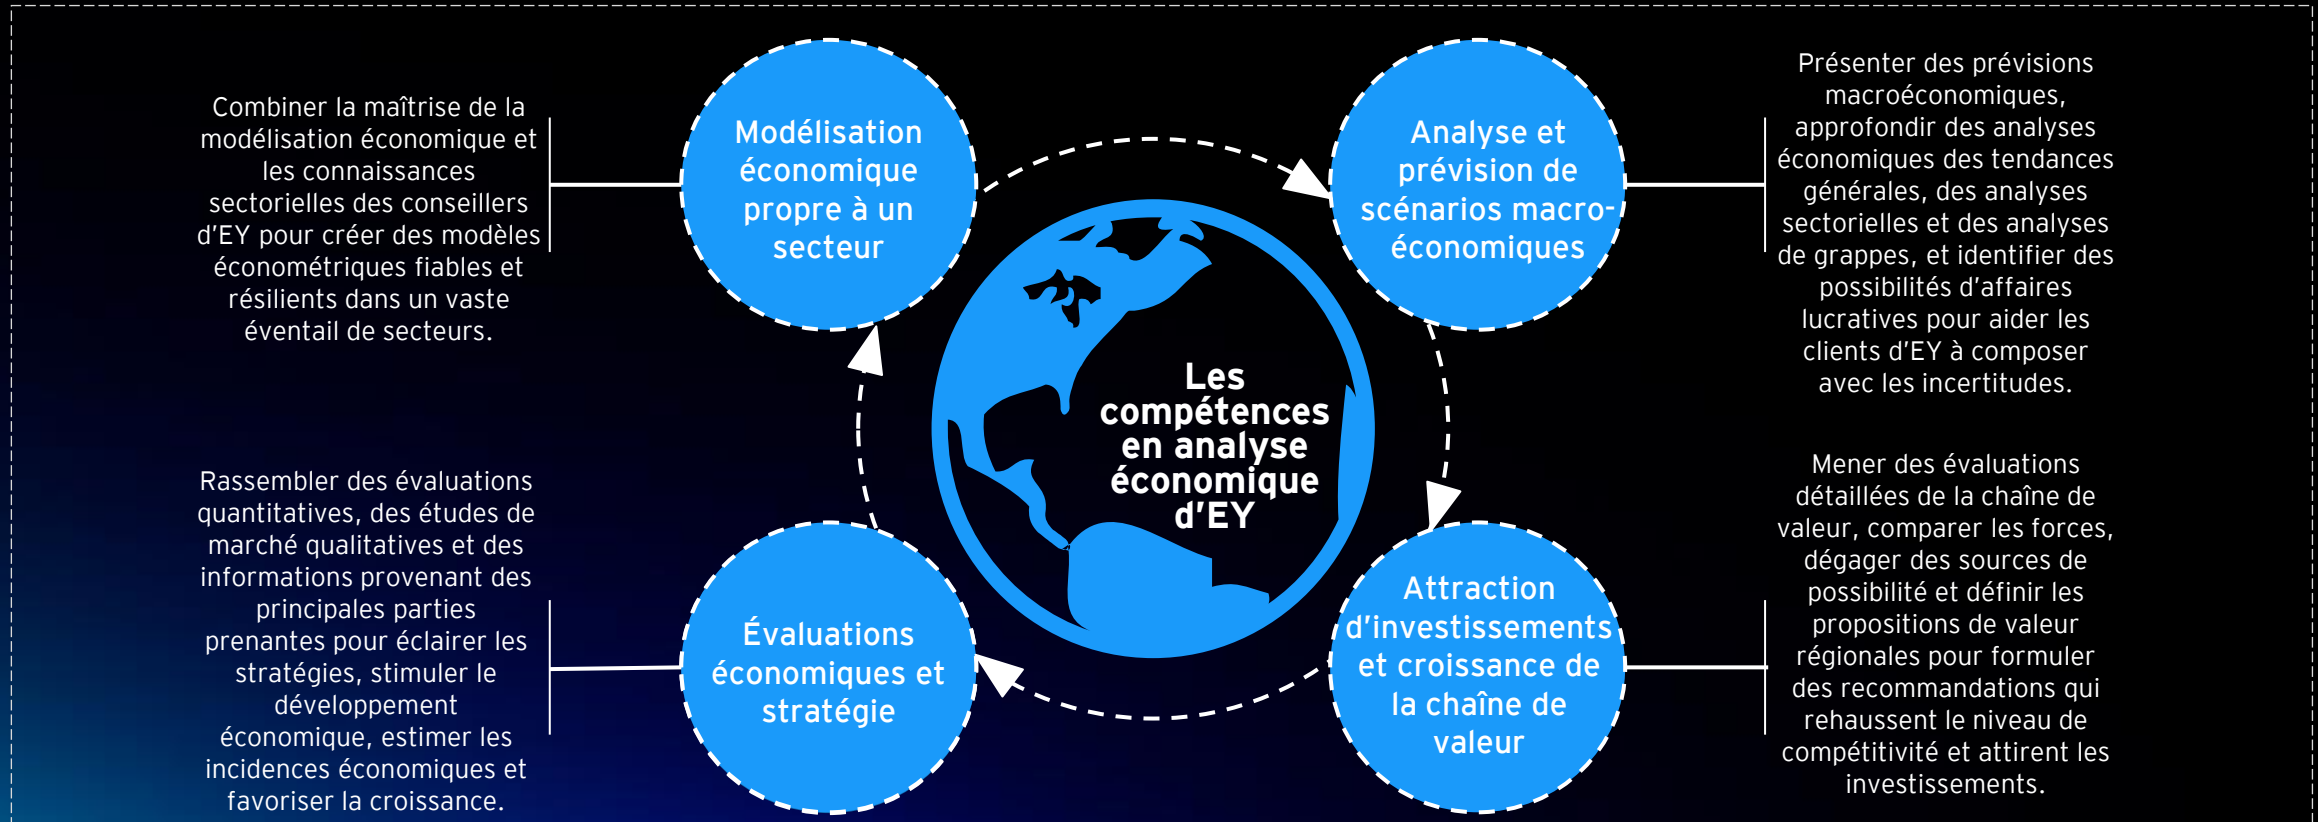 Combiner la maîtrise de la
modélisation économique et
les connaissances
sectorielles des conseillers
d'EY pour créer des modèles
économétriques fiables et
résilients dans un vaste
éventail de secteurs.
Modélisation
économique
propre à un
secteur
Analyse et
prévision de
scénarios macro-
économiques
Présenter des prévisions
macroéconomiques,
approfondir des analyses
économiques des tendances
générales, des analyses
sectorielles et des analyses
de grappes, et identifier des
possibilités d'affaires
lucratives pour aider les
clients d'EY à composer
avec les incertitudes.
Les
compétences
en analyse
économique
d'EY
Rassembler des évaluations
quantitatives, des études de
marché qualitatives et des
informations provenant des
principales parties
prenantes pour éclairer les
stratégies, stimuler le
développement
économique, estimer les
incidences économiques et
favoriser la croissance.
Évaluations
économiques et
stratégie
Attraction
d'investissements
et croissance de
la chaîne de
valeur
Mener des évaluations
détaillées de la chaîne de
valeur, comparer les forces,
dégager des sources de
possibilité et définir les
propositions de valeur
régionales pour formuler
des recommandations qui
rehaussent le niveau de
compétitivité et attirent les
investissements.